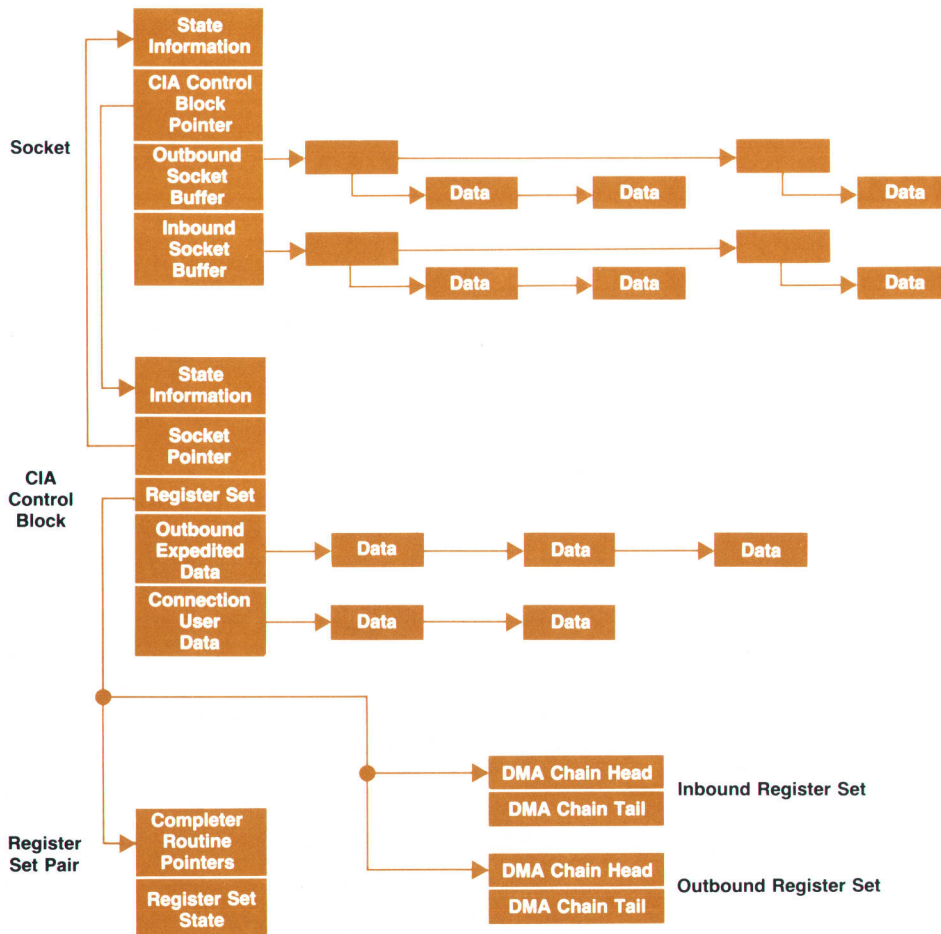 State
Information
CIA Control
Block
Pointer
Socket
Outbound
Socket
Buffer
Data
Data
Data
Inbound
Socket
Buffer
Data
Data
Data
State
Information
Socket
Pointer
CIA
Control
Block
Register Set
Outbound
Expedited
Data
Data
Data
Data
Connection
User
Data
Data
Data
DMA Chain Head
DMA Chain Tail
Inbound Register Set
Register
Set Pair
Completer
Routine
Pointers
Register Set
State
DMA Chain Head
DMA Chain Tail
Outbound Register Set